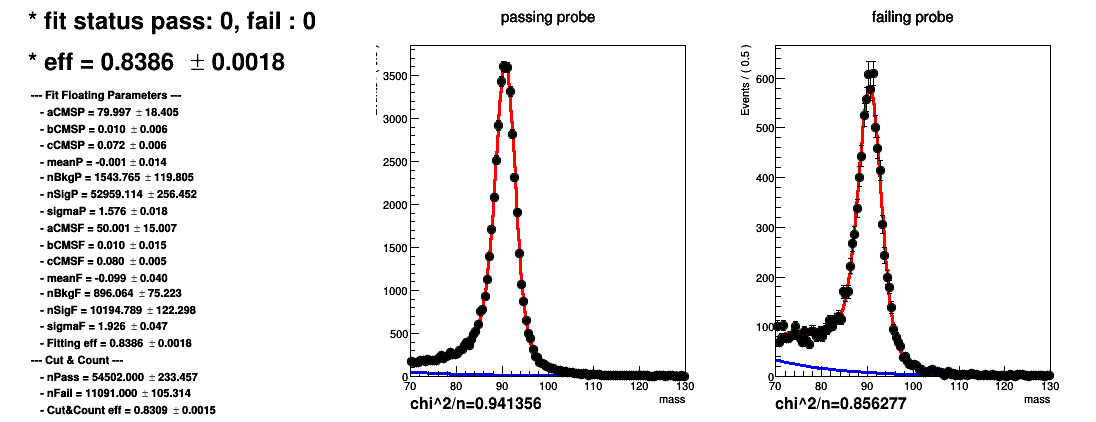 * fit status pass: 0, fail : 0
* eff = 0.8386 ± 0.0018
--- Fit Floating Parameters ---
- aCMSP = 79.997 ± 18.405
- bCMSP = 0.010 ± 0.006
- cCMSP = 0.072 ± 0.006
- meanP = -0.001 ± 0.014
- nBkgP = 1543.765 ± 119.805
- nSigP = 52959.114 ± 256.452
- sigmaP = 1.576 ± 0.018
- aCMSF = 50.001 ± 15.007
- bCMSF = 0.010 ± 0.015
- cCMSF = 0.080 ± 0.005
- meanF = -0.099 ± 0.040
- nBkgF = 896.064 ± 75.223
- nSigF = 10194.789 ± 122.298
- sigmaF = 1.926 ± 0.047
- Fitting eff = 0.8386 ± 0.0018
--- Cut & Count ---
- nPass = 54502.000 ± 233.457
- nFail = 11091.000 ± 105.314
- Cut&Count eff = 0.8309 ± 0.0015
passing probe
3500
3000
2500
2000
1500
1000
500
0
70 80 90 100 110 120 130
mass
chi^2/n=0.941356
failing probe
Events / ( 0.5 )
600
500
400
300
200
100
0
70 80 90 100 110 120 130
mass
chi^2/n=0.856277